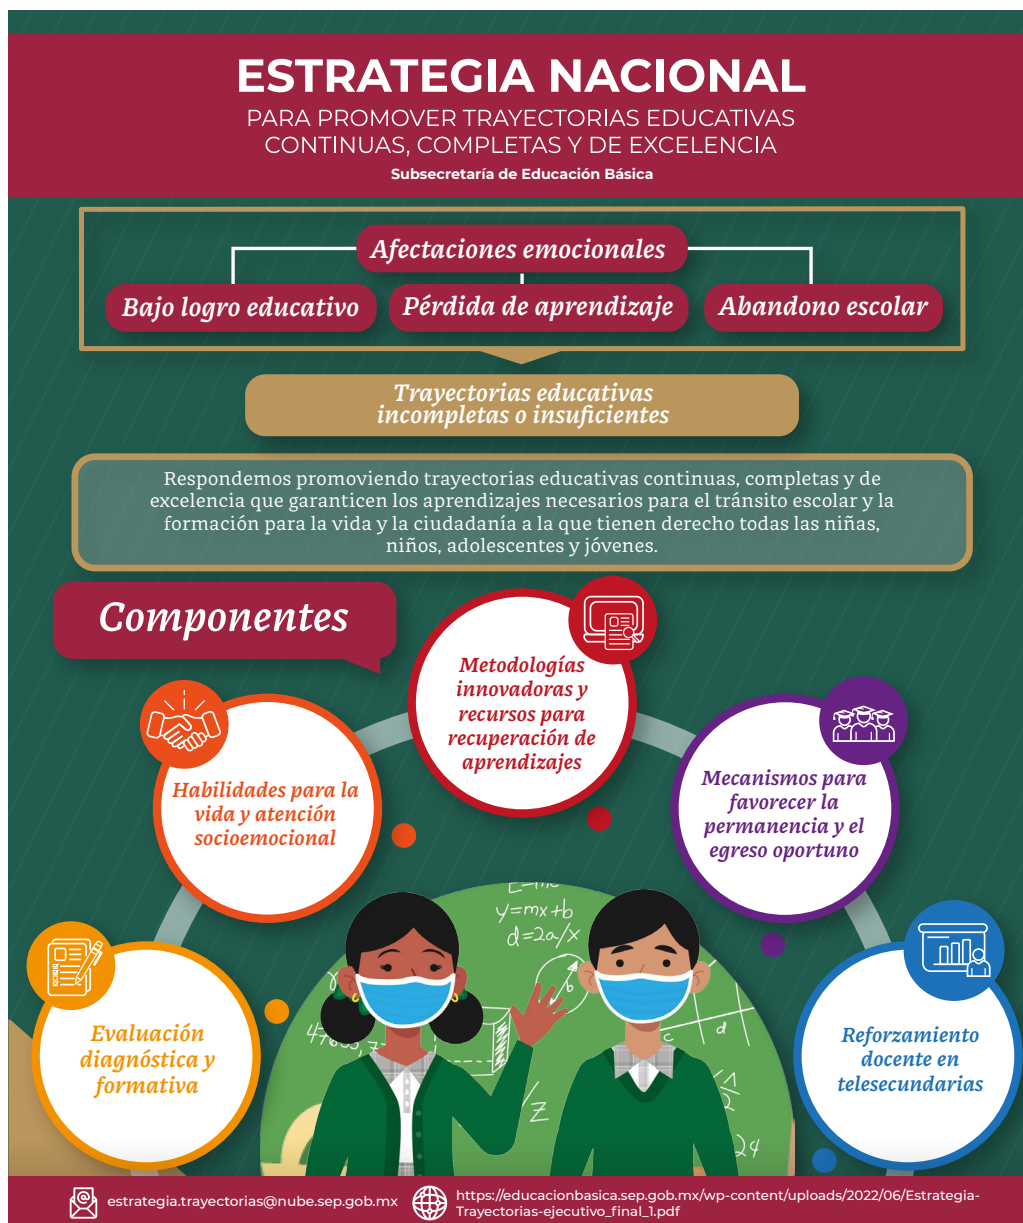 ESTRATEGIA NACIONAL
PARA PROMOVER TRAYECTORIAS EDUCATIVAS
CONTINUAS, COMPLETAS Y DE EXCELENCIA
Subsecretaría de Educación Básica
Afectaciones emocionales
Bajo logro educativo
Pérdida de aprendizaje
Abandono escolar
Trayectorias educativas
incompletas o insuficientes
Respondemos promoviendo trayectorias educativas continuas, completas y de
excelencia que garanticen los aprendizajes necesarios para el tránsito escolar y la
formación para la vida y la ciudadanía a la que tienen derecho todas las niñas,
niños, adolescentes y jóvenes.
Componentes
Metodologías
innovadoras y
recursos para
recuperación de
aprendizajes
Habilidades para la
vida y atención
socioemocional
Mecanismos para
favorecer la
permanencia y el
egreso oportuno
Evaluación
diagnóstica y
formativa
Reforzamiento
docente en
telesecundarias
y=mx+b
d=2a/x
b
c
d
/Z
24
estrategia.trayectorias@nube.sep.gob.mx
https://educacionbasica.sep.gob.mx/wp-content/uploads/2022/06/Estrategia-
Trayectorias-ejecutivo_final_1.pdf